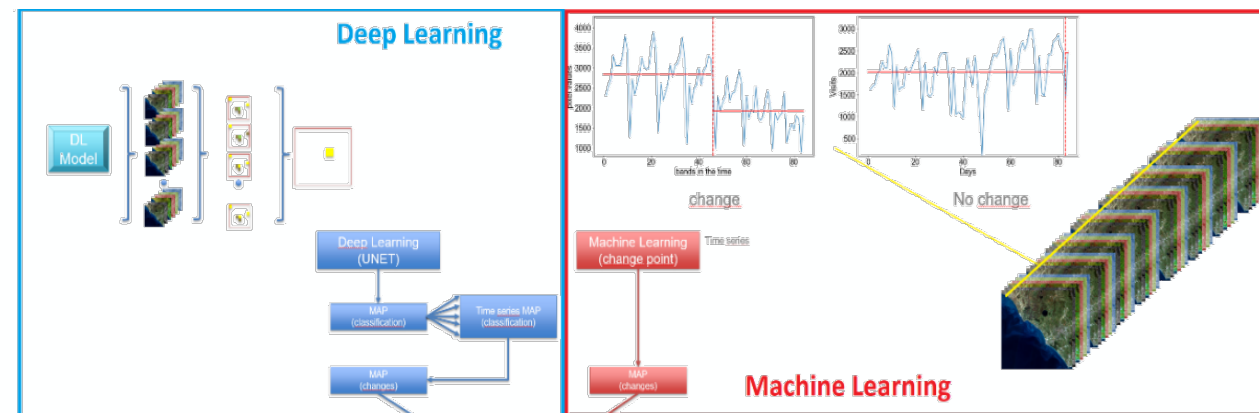 Deep Learning
DL
Model
Deep Learning
(UNET)
MAP
(classification)
Time series MAP
(classification)
MAP
(changes)
4000
3500
3000
2500
2000
1500
1000
0
20
40
60
80
bands in the time
change
Visits
3000
2500
2000
1500
1000
500
0
20
40
60
80
Days
No change
Machine Learning
(change point)
Time series
MAP
(changes)
Machine Learning